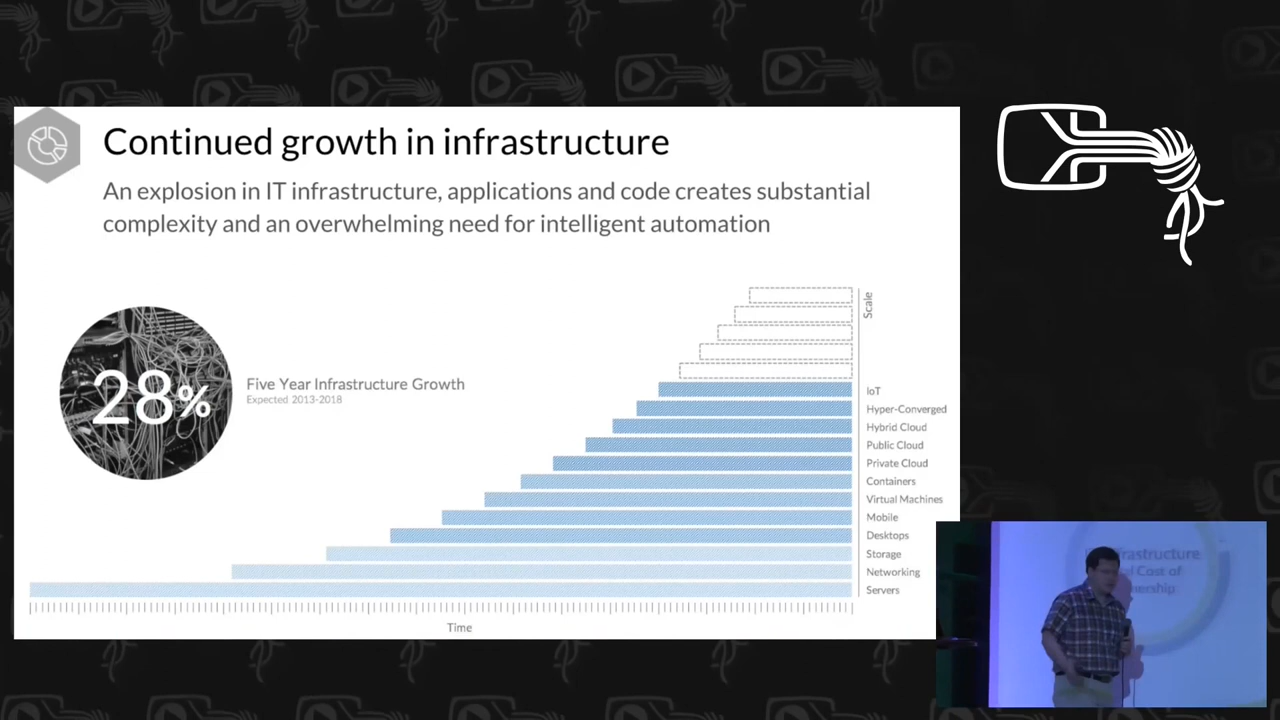 Continued growth in infrastructure
An explosion in IT infrastructure, applications and code creates substantial
complexity and an overwhelming need for intelligent automation
28%
Five Year Infrastructure Growth
Expected 2013-2018
Scale
IoT
Hyper-Converged
Hybrid Cloud
Public Cloud
Private Cloud
Containers
Virtual Machines
Mobile
Desktops
Storage
Networking
Servers
Time
Cost of